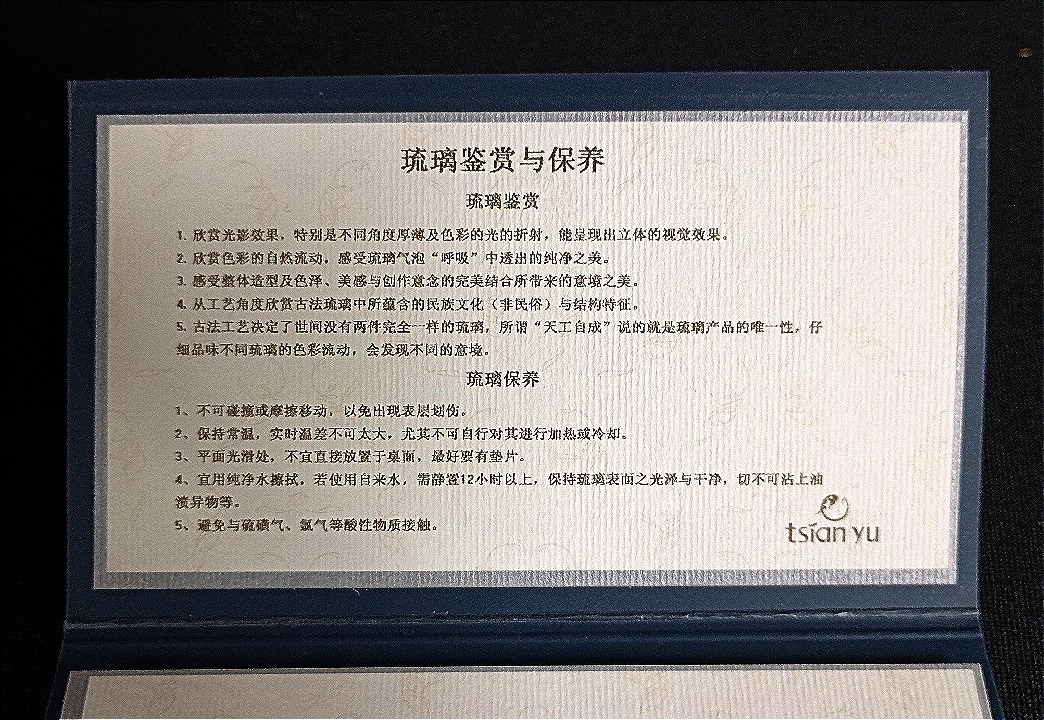 琉璃鉴赏与保养
琉璃鉴赏
1. 欣赏光影效果，特别是不同角度厚薄及色彩的光的折射，能呈现出立体的视觉效果。
2. 欣赏色彩的自然流动，感受琉璃气泡“呼吸”中透出的纯净之美。
3. 感受整体造型及色泽、美感与创作意念的完美结合所带来的意境之美。
4. 从工艺角度欣赏古法琉璃中所蕴含的民族文化（非民俗）与结构特征。
5. 古法工艺决定了世间没有两件完全一样的琉璃，所谓“天工自成”说的就是琉璃产品的唯一性，仔
细品味不同琉璃的色彩流动，会发现不同的意境。
琉璃保养
1、不可碰撞或摩擦移动，以免出现表层划伤。
2、保持常温，实时温差不可太大，尤其不可自行对其进行加热或冷却。
3、平面光滑处，不宜直接放置于桌面，最好要有垫片。
4、宜用纯净水擦拭，若使用自来水，需静置12小时以上，保持琉璃表面之光泽与干净，切不可沾上油
渍异物等。
5、避免与硫磺气、氯气等酸性物质接触。
tsian yu